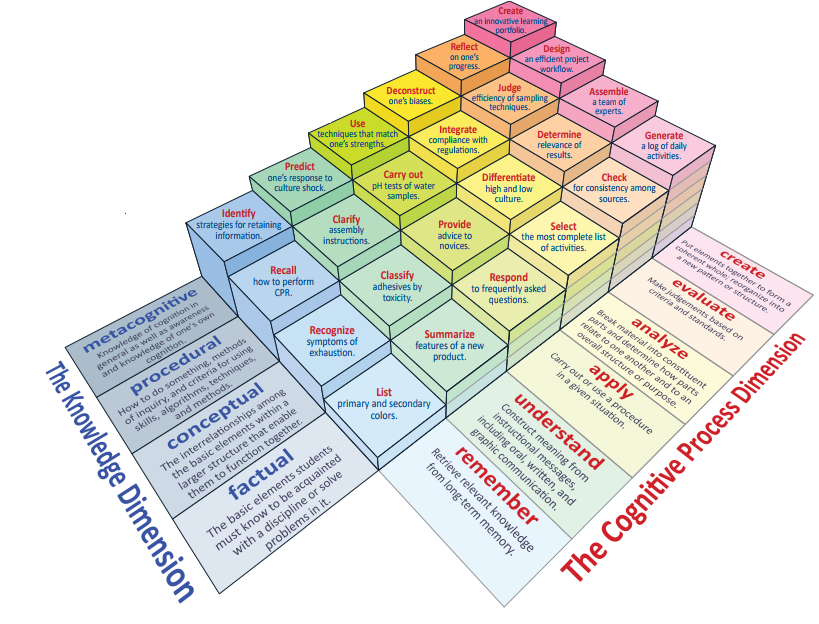 Create
an innovative learning
portfolio.
Reflect
on one's
progress.
Design
an efficient project
workflow.
Deconstruct
one's biases.
Judge
efficiency of sampling
techniques.
Assemble
a team of
experts.
Use
techniques that match
one's strengths.
Integrate
compliance with
regulations.
Determine
relevance of
results.
Generate
a log of daily
activities.
Predict
one's response to
culture shock.
Carry out
pH tests of water
samples.
Differentiate
high and low
culture.
Check
for consistency among
sources.
Identify
strategies for retaining
information.
Clarify
assembly
instructions.
Provide
advice to
novices.
Select
the most complete list
of activities.
Recall
how to perform
CPR.
Classify
adhesives by
toxicity.
Respond
to frequently asked
questions.
Recognize
symptoms of
exhaustion.
Summarize
features of a new
product.
List
primary and secondary
colors.
The Knowledge Dimension
metacognitive
Knowledge of cognition in
general as well as awareness
and knowledge of one's own
cognition.
procedural
How to do something, methods
of inquiry, and criteria for using
skills, algorithms, techniques,
and methods.
conceptual
The interrelationships among
the basic elements within a
larger structure that enable
them to function together.
factual
The basic elements students
must know to be acquainted
with a discipline or solve
problems in it.
The Cognitive Process Dimension
create
Put elements together to form a
coherent whole; reorganize into
a new pattern or structure.
evaluate
Make judgements based on
criteria and standards.
analyze
Break material into constituent
parts and determine how parts
relate to one another and to an
overall structure or purpose.
apply
Carry out or use a procedure
in a given situation.
understand
Construct meaning from
instructional messages,
including oral, written, and
graphic communication.
remember
Retrieve relevant knowledge
from long-term memory.